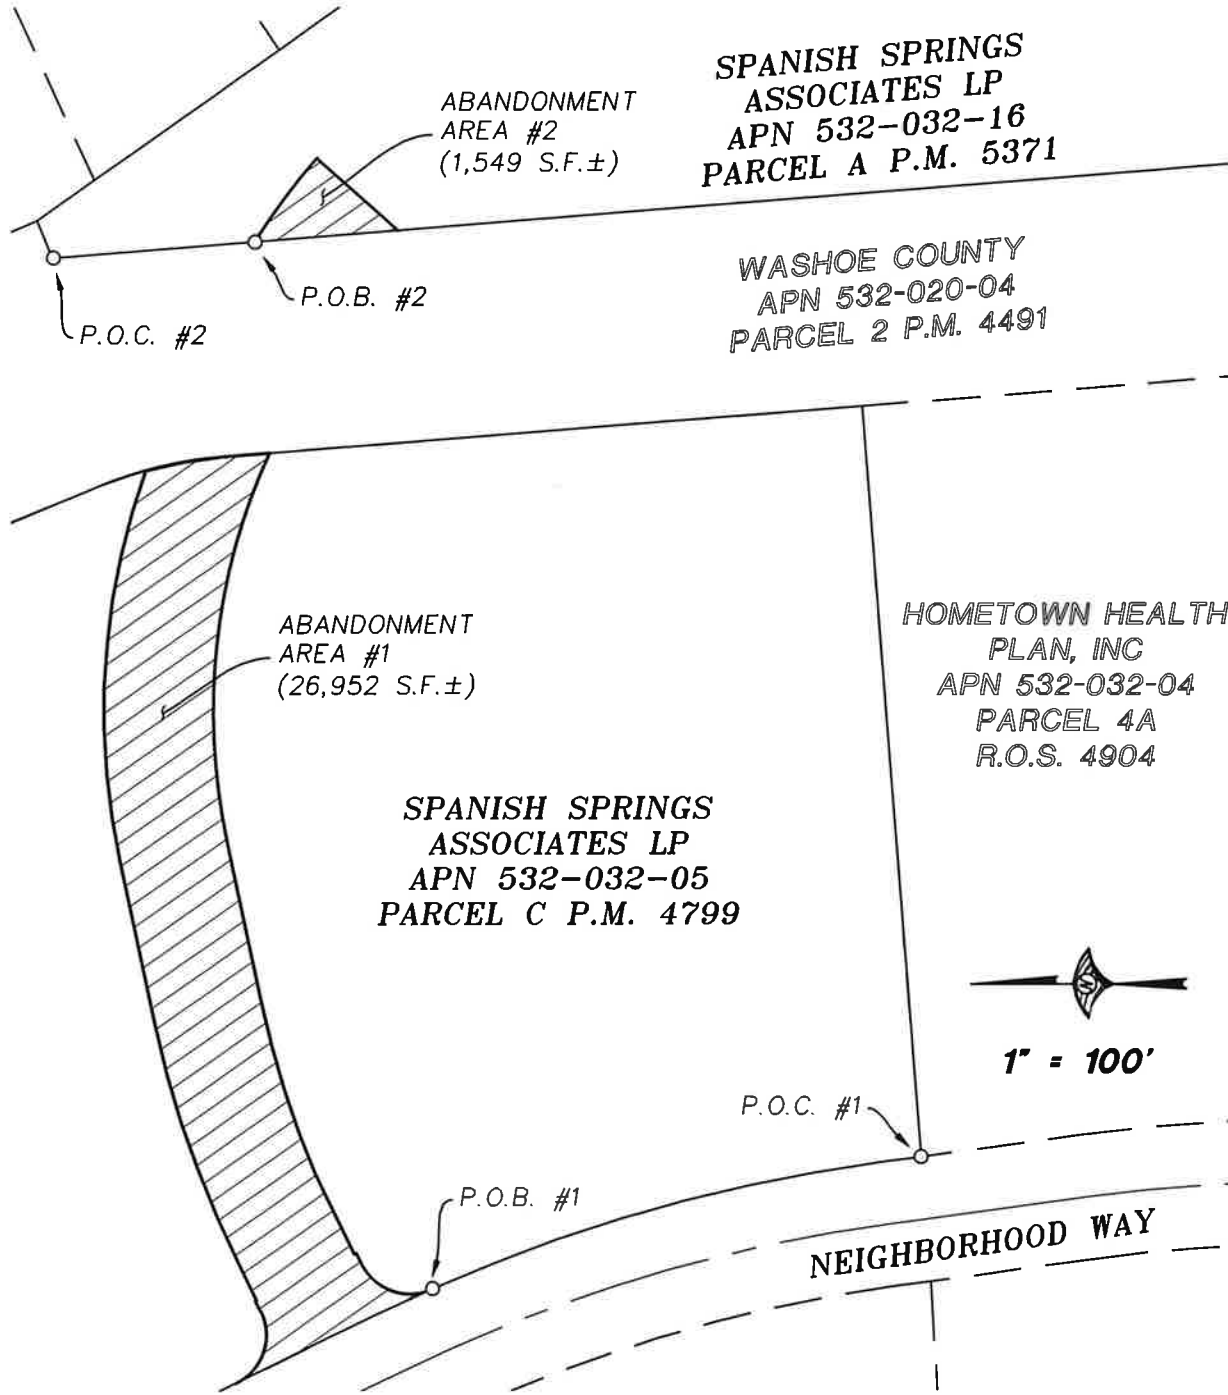 SPANISH SPRINGS
ASSOCIATES LP
APN 532-032-16
PARCEL A P.M. 5371
ABANDONMENT
AREA #2
(1,549 S.F.±)
WASHOE COUNTY
APN 532-020-04
PARCEL 2 P.M. 4491
P.O.B. #2
P.O.C. #2
ABANDONMENT
AREA #1
(26,952 S.F.±)
HOMETOWN HEALTH
PLAN, INC
APN 532-032-04
PARCEL 4A
R.O.S. 4904
SPANISH SPRINGS
ASSOCIATES LP
APN 532-032-05
PARCEL C P.M. 4799
N
1" = 100'
P.O.C. #1
P.O.B. #1
NEIGHBORHOOD WAY